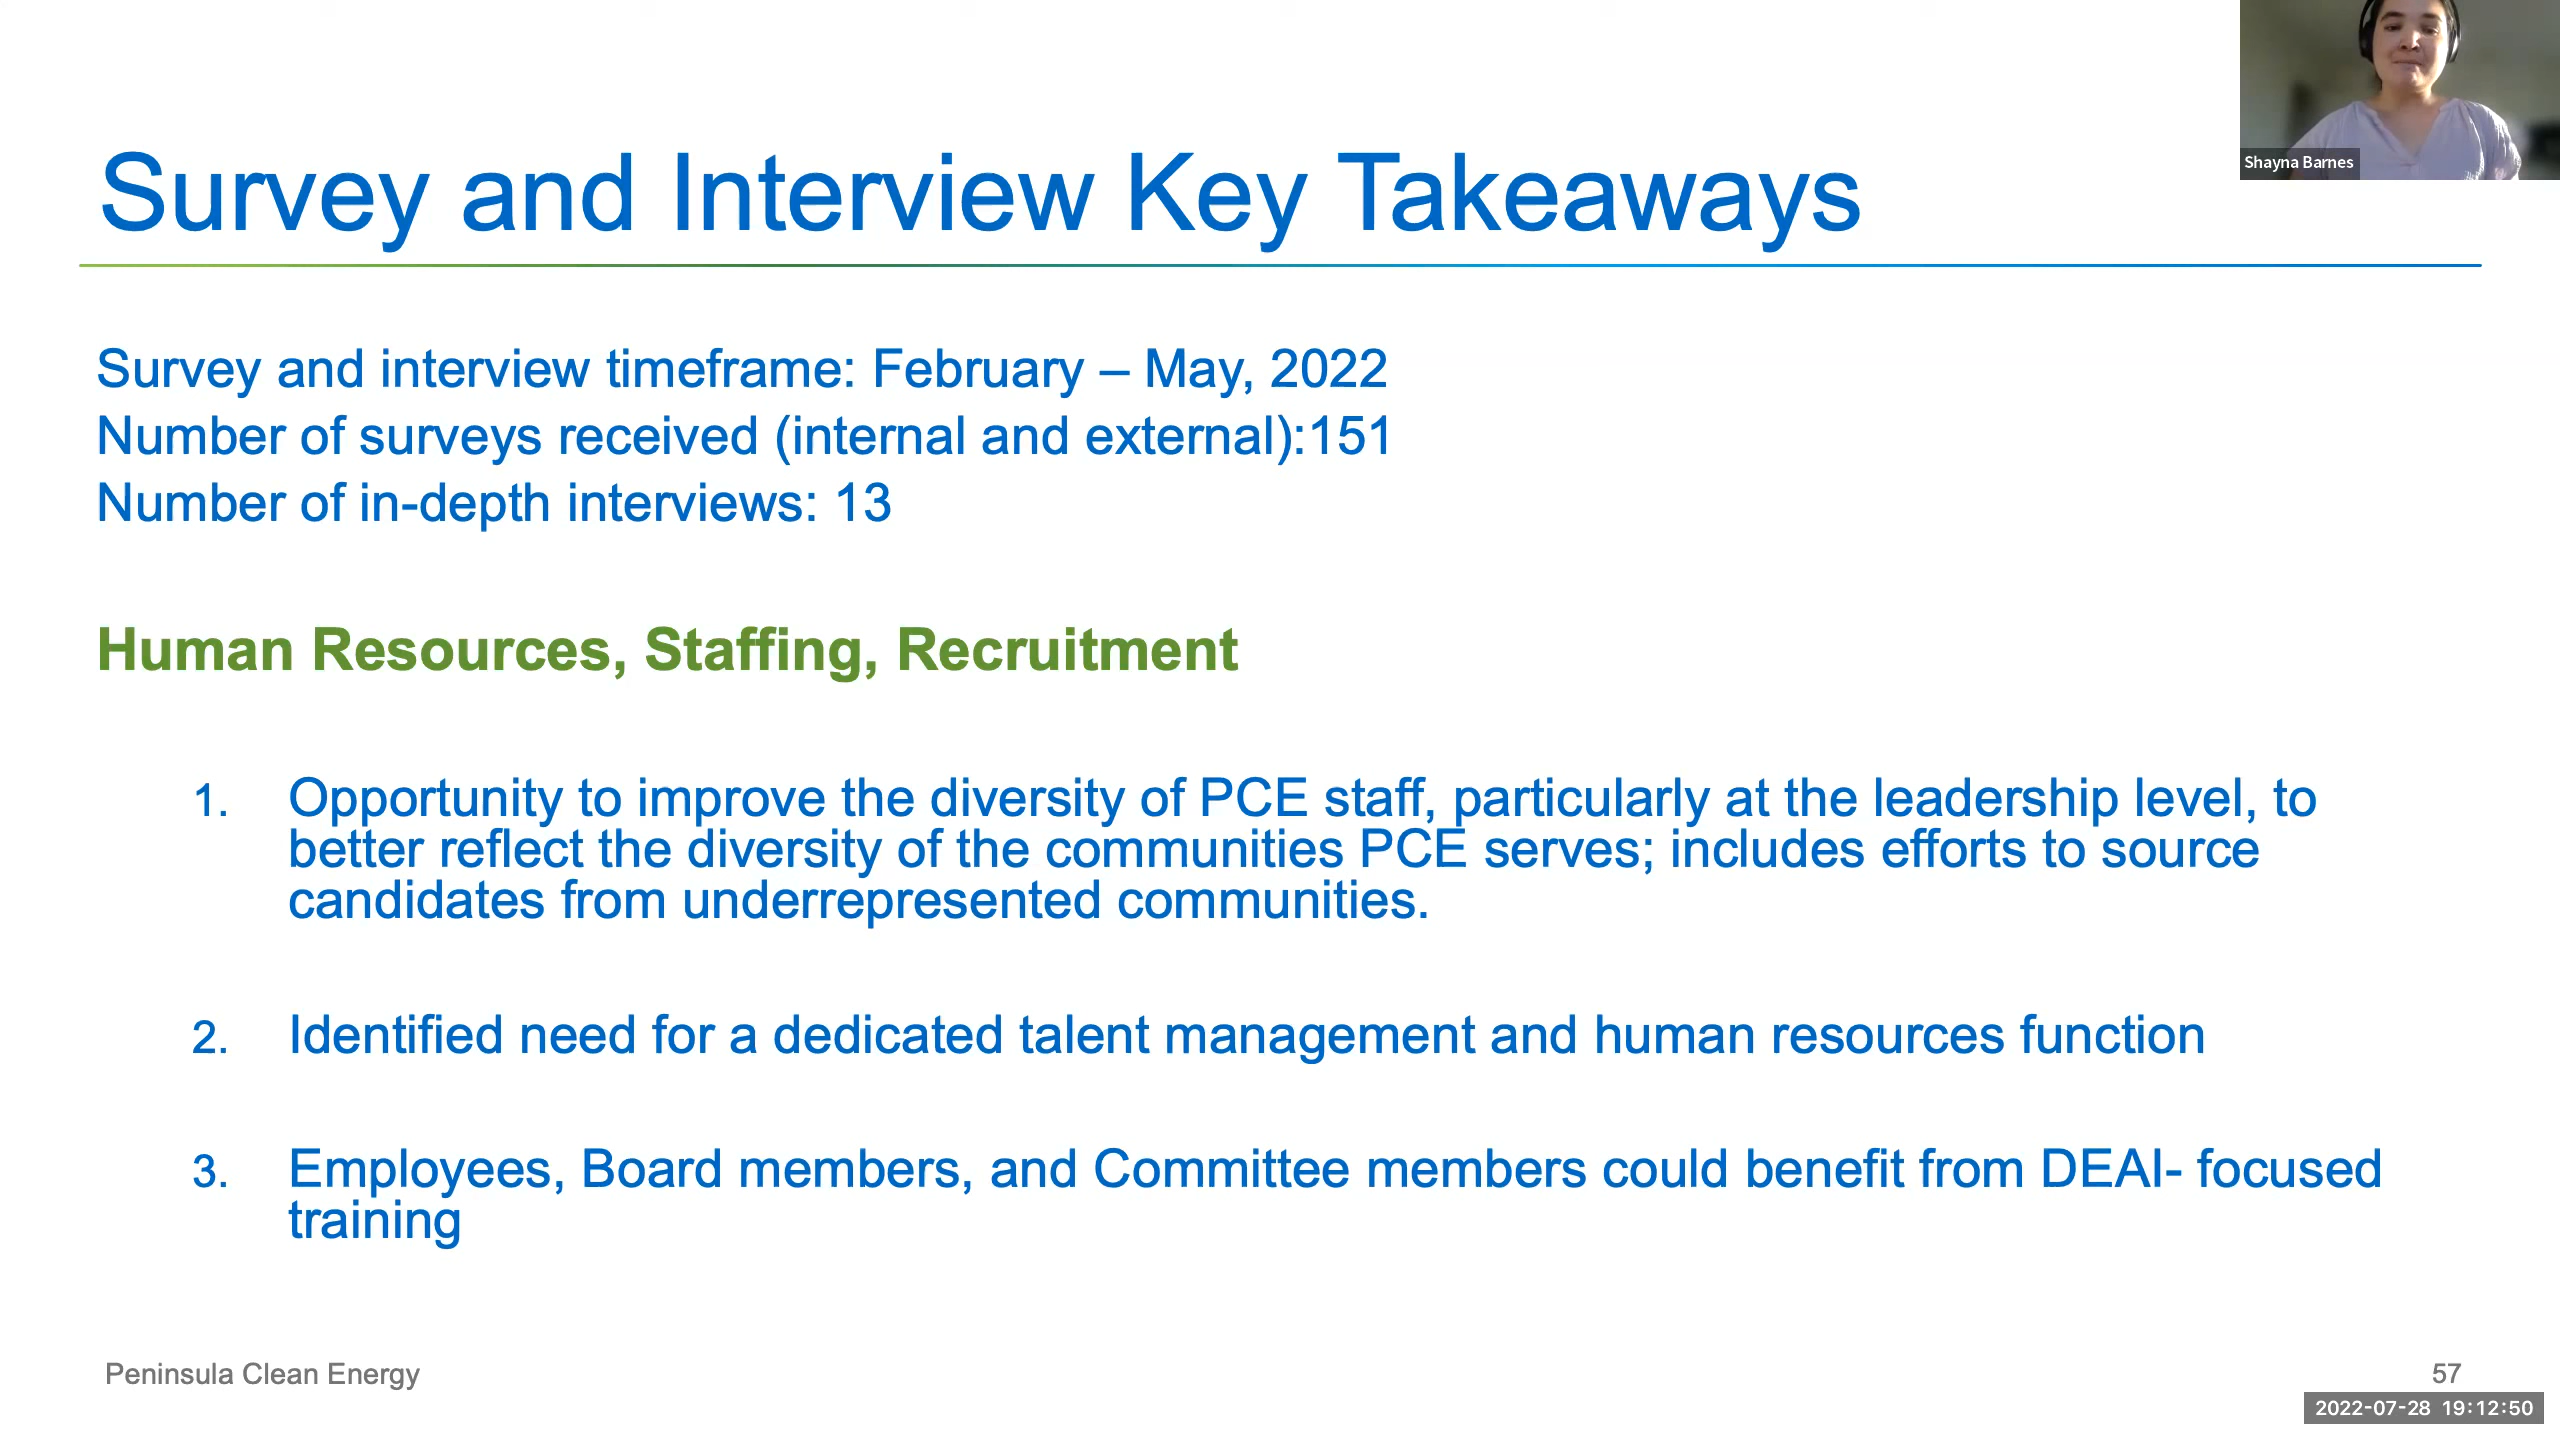 Shayna Barnes
Survey and Interview Key Takeaways
Survey and interview timeframe: February – May, 2022
Number of surveys received (internal and external):151
Number of in-depth interviews: 13
Human Resources, Staffing, Recruitment
1. Opportunity to improve the diversity of PCE staff, particularly at the leadership level, to
better reflect the diversity of the communities PCE serves; includes efforts to source
candidates from underrepresented communities.
2. Identified need for a dedicated talent management and human resources function
3. Employees, Board members, and Committee members could benefit from DEAI- focused
training
Peninsula Clean Energy
57
2022-07-28 19:12:50